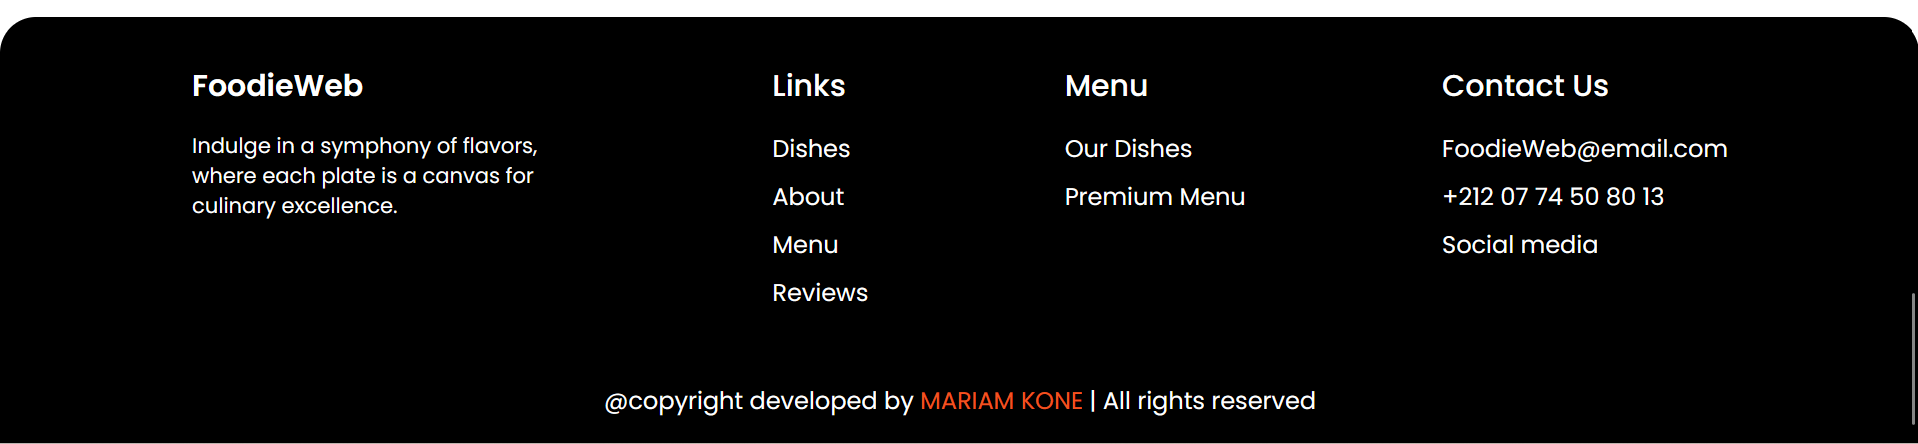 FoodieWeb
Indulge in a symphony of flavors,
where each plate is a canvas for
culinary excellence.
Links
Dishes
About
Menu
Reviews
Menu
Our Dishes
Premium Menu
Contact Us
FoodieWeb@email.com
+212 07 74 50 80 13
Social media
@copyright developed by MARIAM KONE | All rights reserved